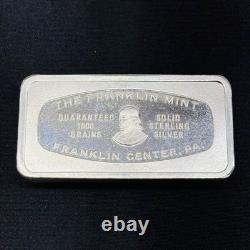 THE FRANKLIN MINT
GUARANTEED SOLID
1000 STERLING
GRAINS SILVER
FRANKLIN CENTER, PA.